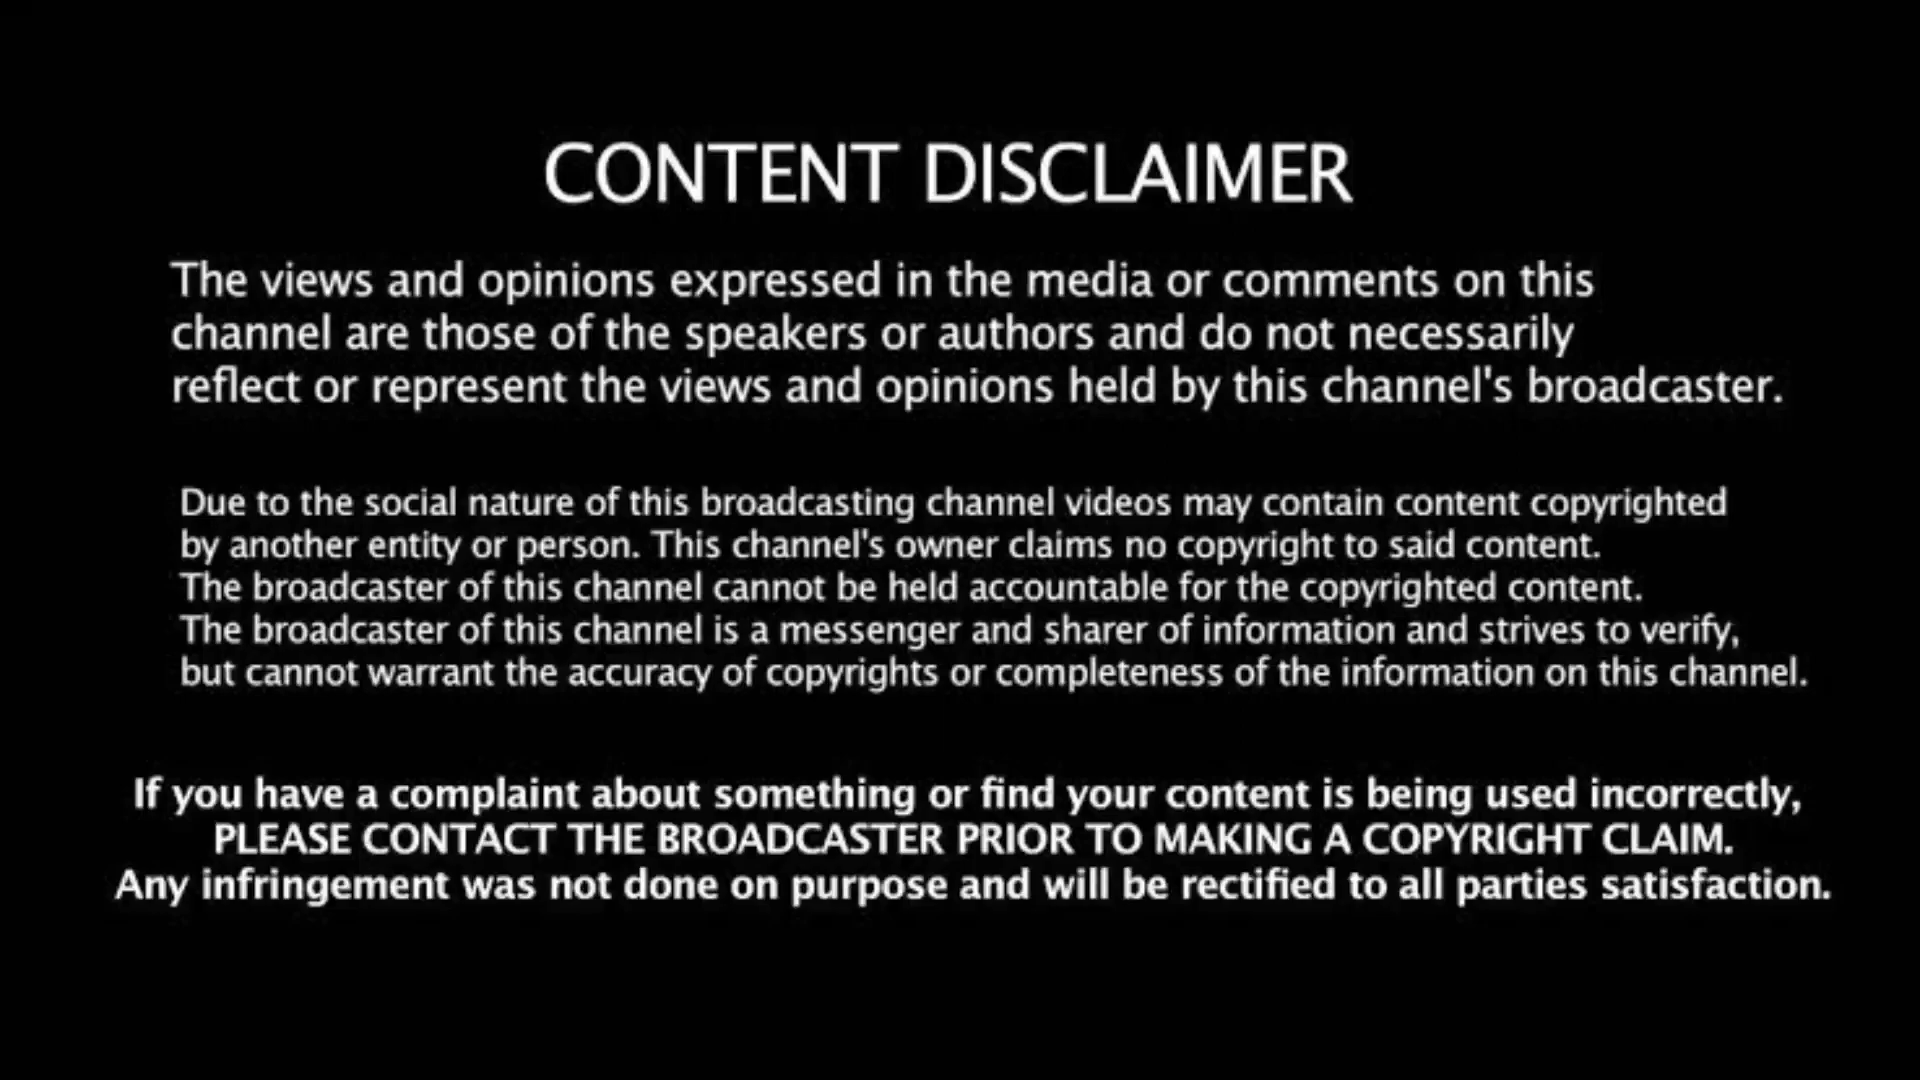 CONTENT DISCLAIMER
The views and opinions expressed in the media or comments on this
channel are those of the speakers or authors and do not necessarily
reflect or represent the views and opinions held by this channel's broadcaster.
Due to the social nature of this broadcasting channel videos may contain content copyrighted
by another entity or person. This channel's owner claims no copyright to said content.
The broadcaster of this channel cannot be held accountable for the copyrighted content.
The broadcaster of this channel is a messenger and sharer of information and strives to verify,
but cannot warrant the accuracy of copyrights or completeness of the information on this channel.
If you have a complaint about something or find your content is being used incorrectly,
PLEASE CONTACT THE BROADCASTER PRIOR TO MAKING A COPYRIGHT CLAIM.
Any infringement was not done on purpose and will be rectified to all parties satisfaction.